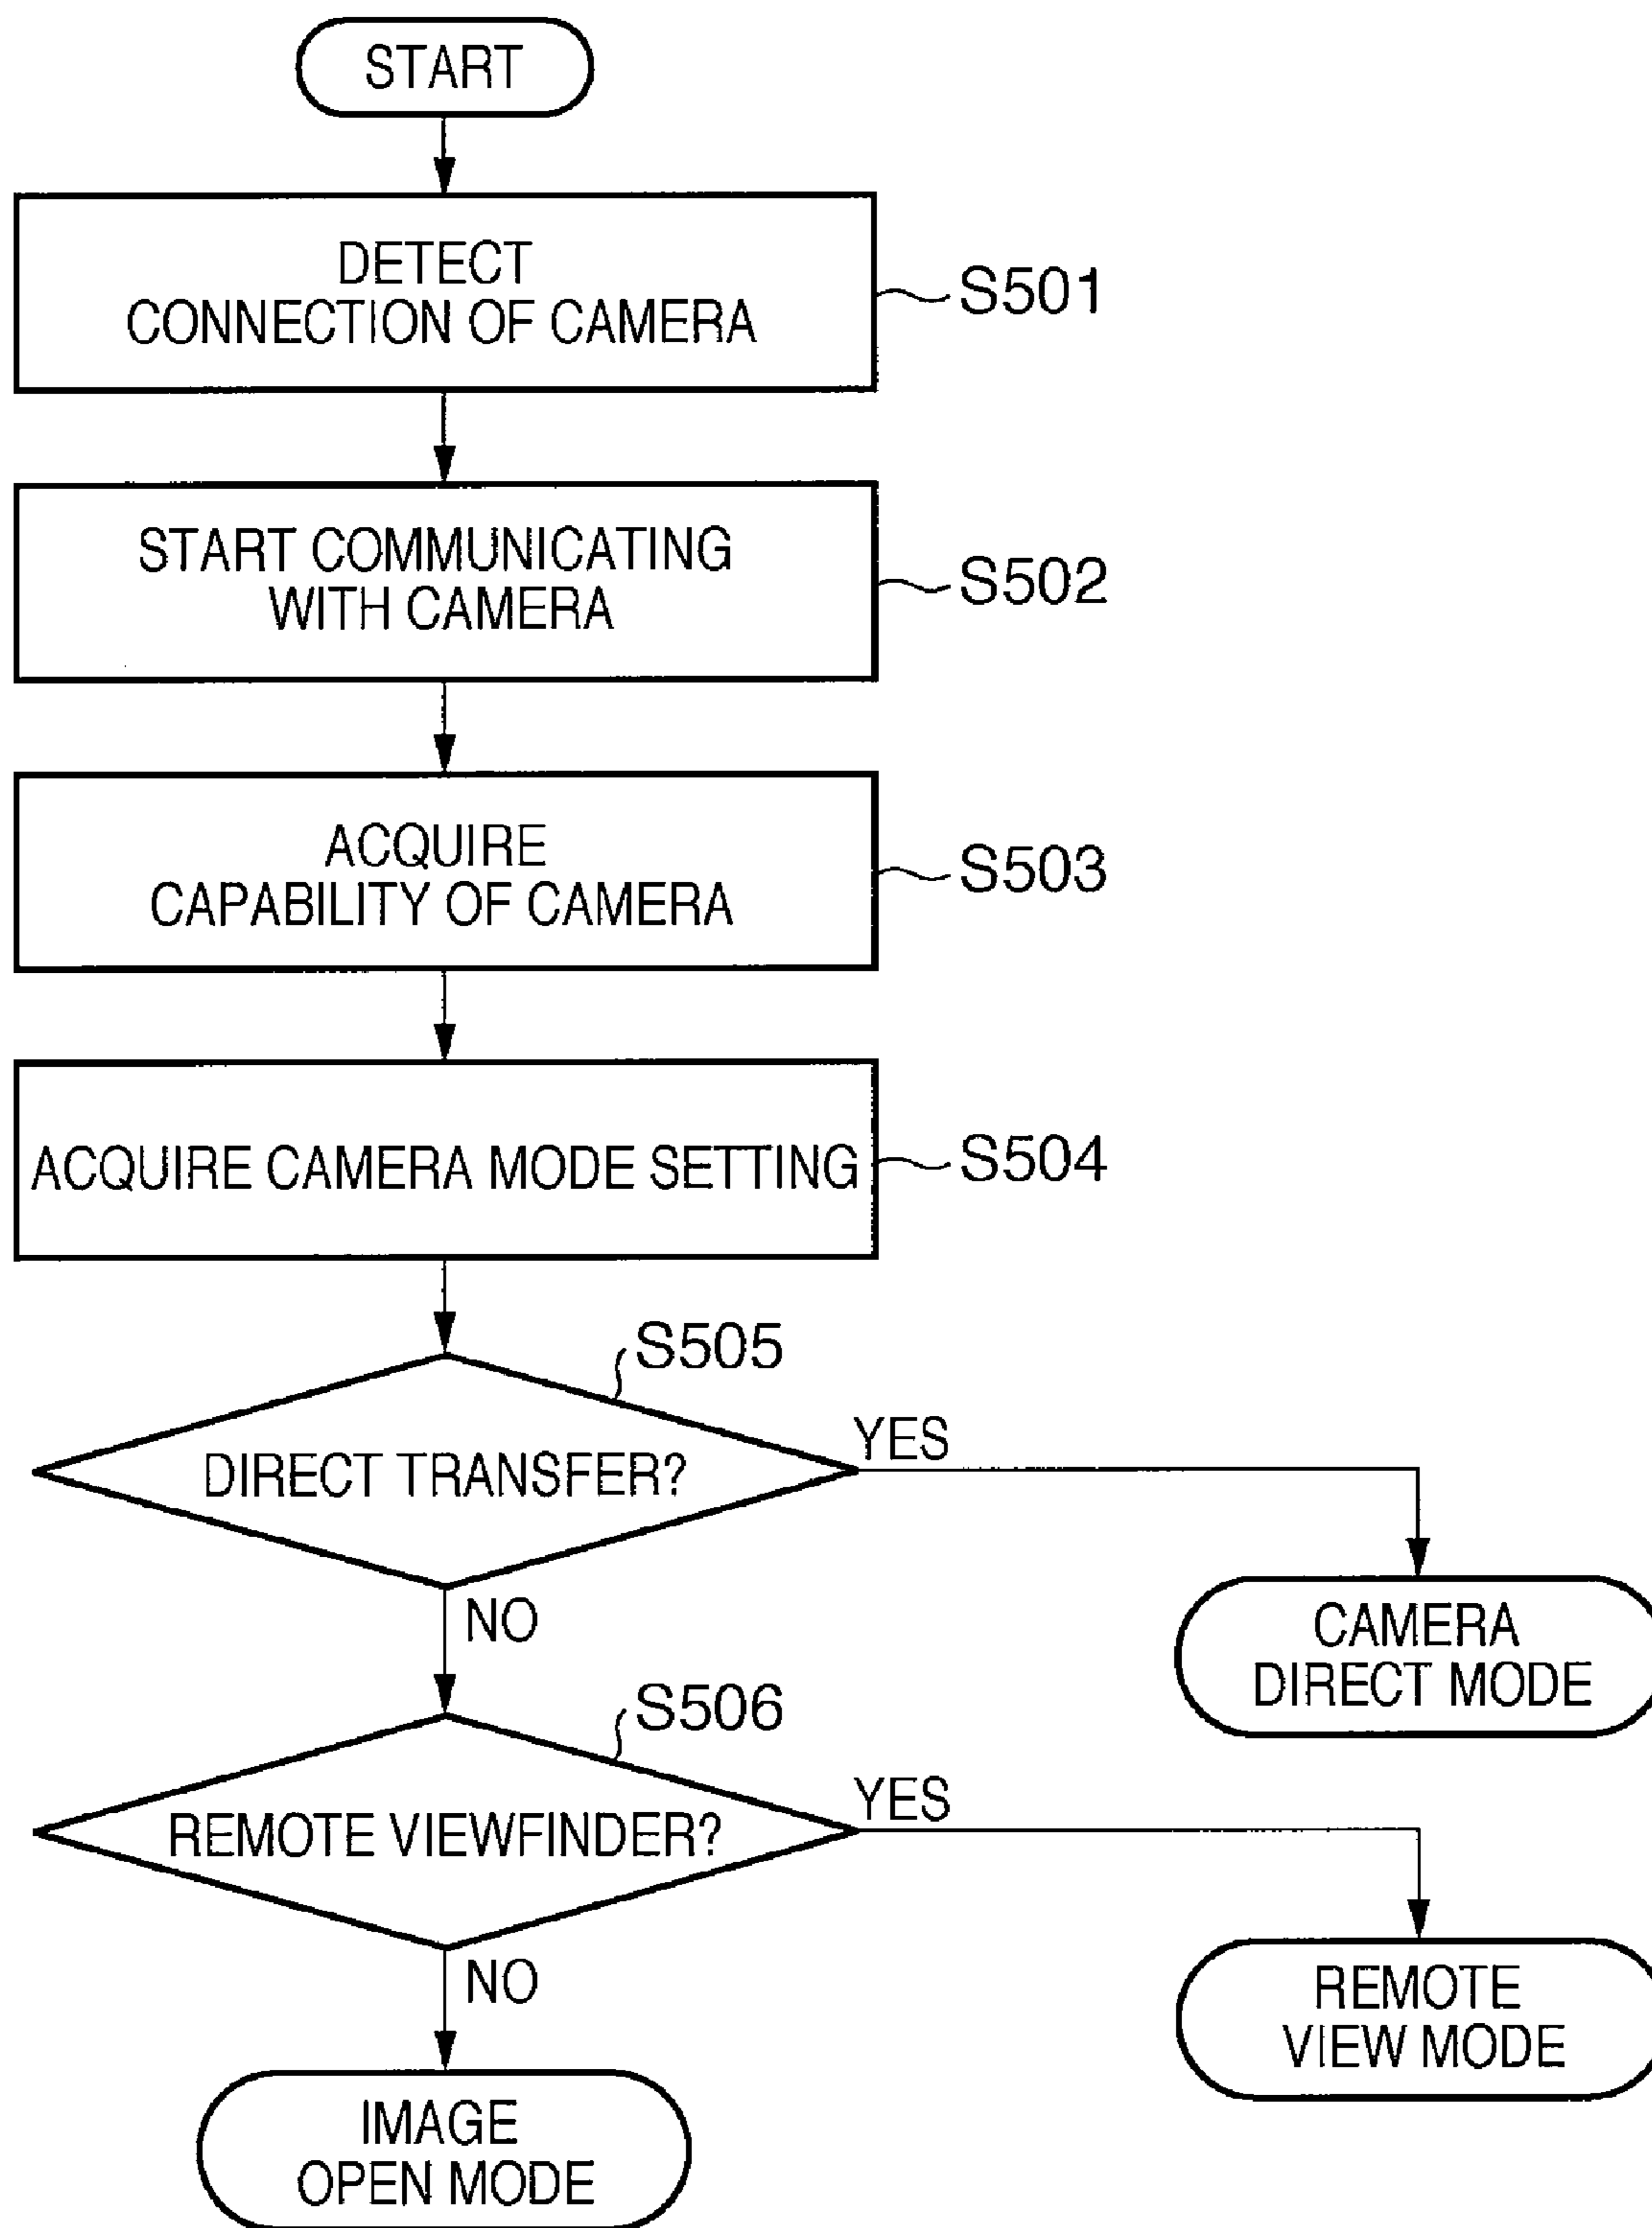 START
DETECT
CONNECTION OF CAMERA
S501
START COMMUNICATING
WITH CAMERA
S502
ACQUIRE
CAPABILITY OF CAMERA
S503
ACQUIRE CAMERA MODE SETTING
S504
S505
DIRECT TRANSFER?
YES
NO
CAMERA
DIRECT MODE
S506
REMOTE VIEWFINDER?
YES
NO
REMOTE
VIEW MODE
IMAGE
OPEN MODE